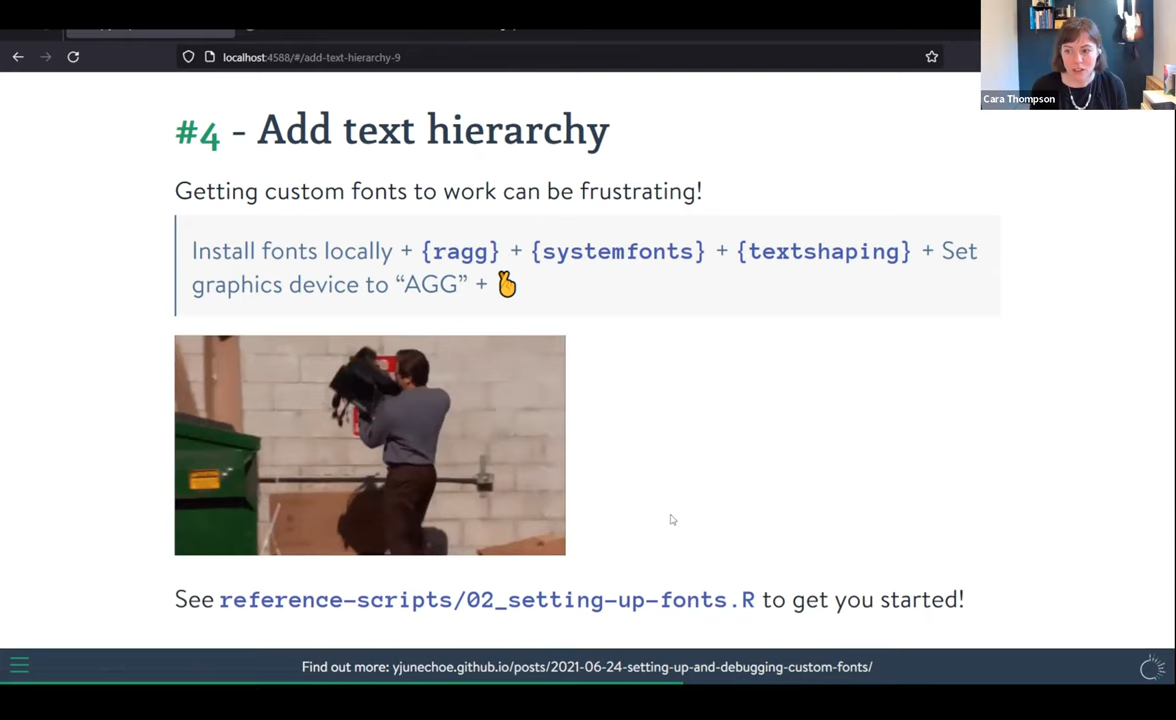 localhost:4588/#/add-text-hierarchy-9
Cara Thompson
#4 - Add text hierarchy
Getting custom fonts to work can be frustrating!
Install fonts locally + {ragg} + {systemfonts} + {textshaping} + Set
graphics device to “AGG” + 🤞
See reference-scripts/02_setting-up-fonts.R to get you started!
Find out more: yjunechoe.github.io/posts/2021-06-24-setting-up-and-debugging-custom-fonts/